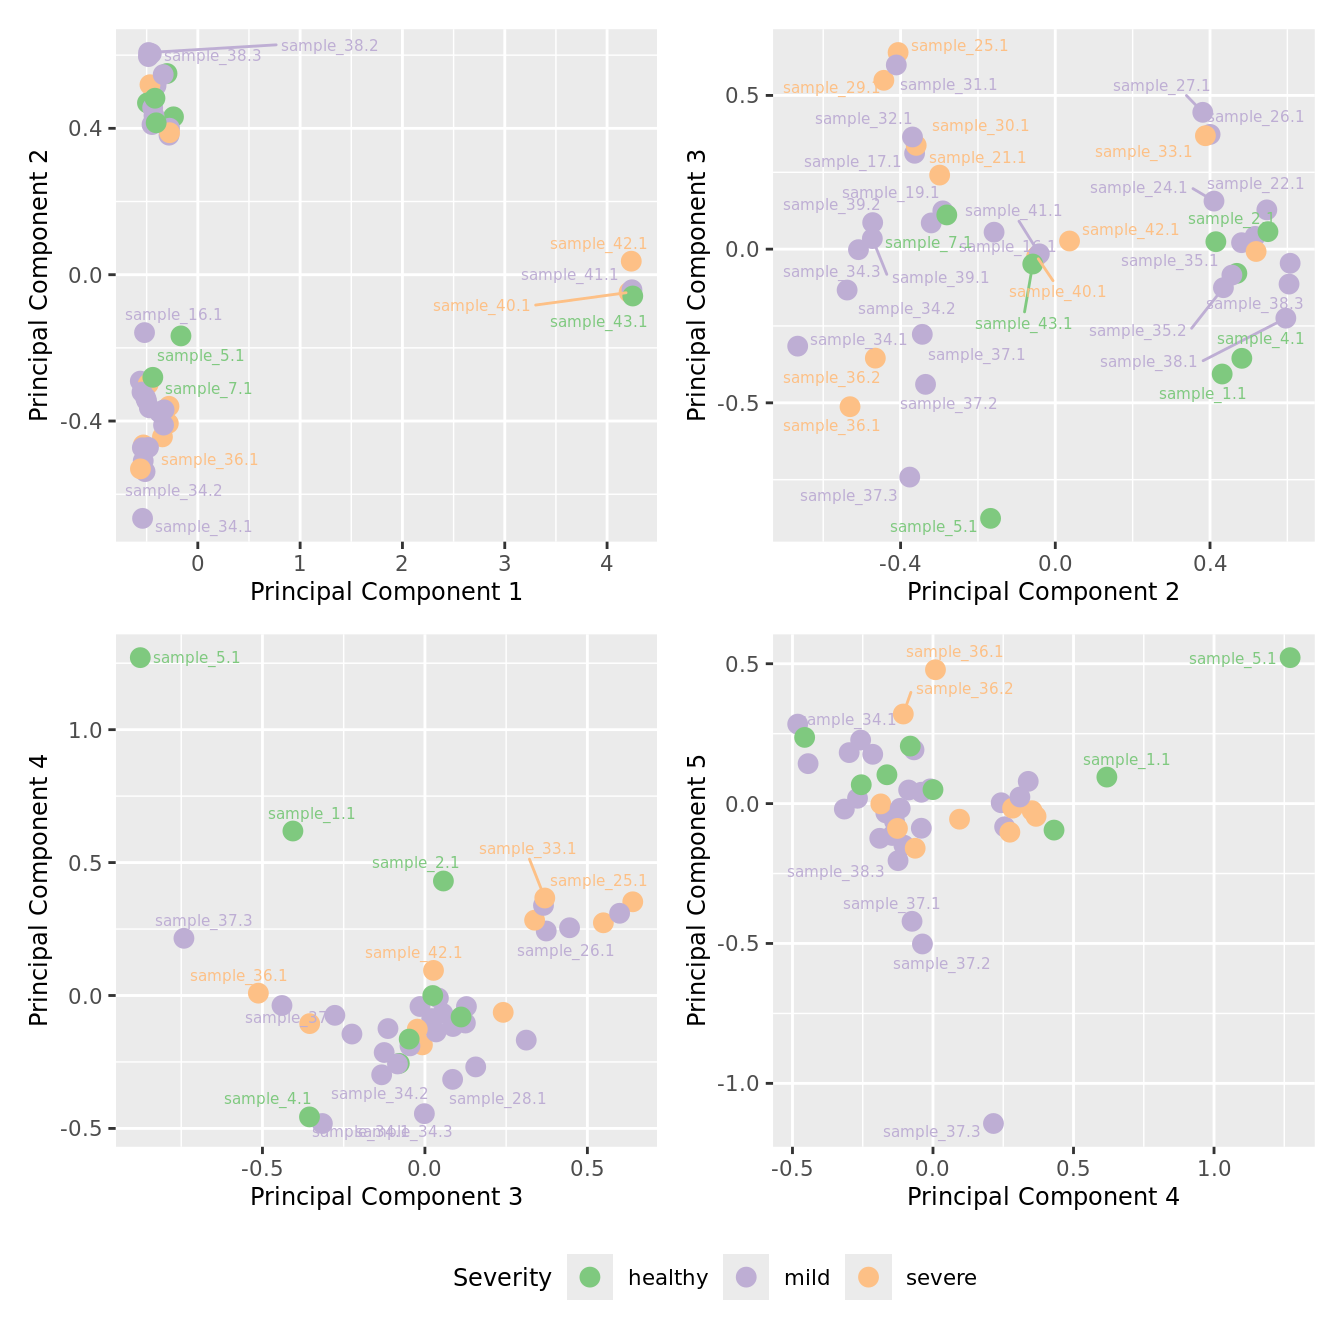 sample_38.2
sample_38.3
sample_42.1
sample_41.1
sample_40.1
sample_43.1
sample_16.1
sample_5.1
sample_7.1
sample_36.1
sample_34.2
sample_34.1
0.4
0.0
-0.4
0 1 2 3 4
Principal Component 1
Principal Component 2
sample_25.1
sample_29.1
sample_31.1
sample_27.1
sample_26.1
sample_32.1
sample_30.1
sample_33.1
sample_17.1
sample_21.1
sample_24.1
sample_22.1
sample_19.1
sample_39.2
sample_41.1
sample_2.1
sample_42.1
sample_7.1
sample_16.1
sample_35.1
sample_34.3
sample_39.1
sample_40.1
sample_38.3
sample_34.2
sample_43.1
sample_35.2
sample_4.1
sample_34.1
sample_37.1
sample_38.1
sample_36.2
sample_1.1
sample_37.2
sample_36.1
sample_37.3
sample_5.1
0.5
0.0
-0.5
-0.4 0.0 0.4
Principal Component 2
Principal Component 3
sample_5.1
sample_1.1
sample_2.1
sample_33.1
sample_25.1
sample_37.3
sample_42.1
sample_26.1
sample_36.1
sample_37
sample_34.2
sample_28.1
sample_4.1
sample_34.1
sample_34.3
1.0
0.5
0.0
-0.5
-0.5 0.0 0.5
Principal Component 3
Principal Component 4
sample_36.1
sample_5.1
sample_36.2
sample_34.1
sample_1.1
sample_38.3
sample_37.1
sample_37.2
sample_37.3
0.5
0.0
-0.5
-1.0
-0.5 0.0 0.5 1.0
Principal Component 4
Principal Component 5
Severity healthy mild severe